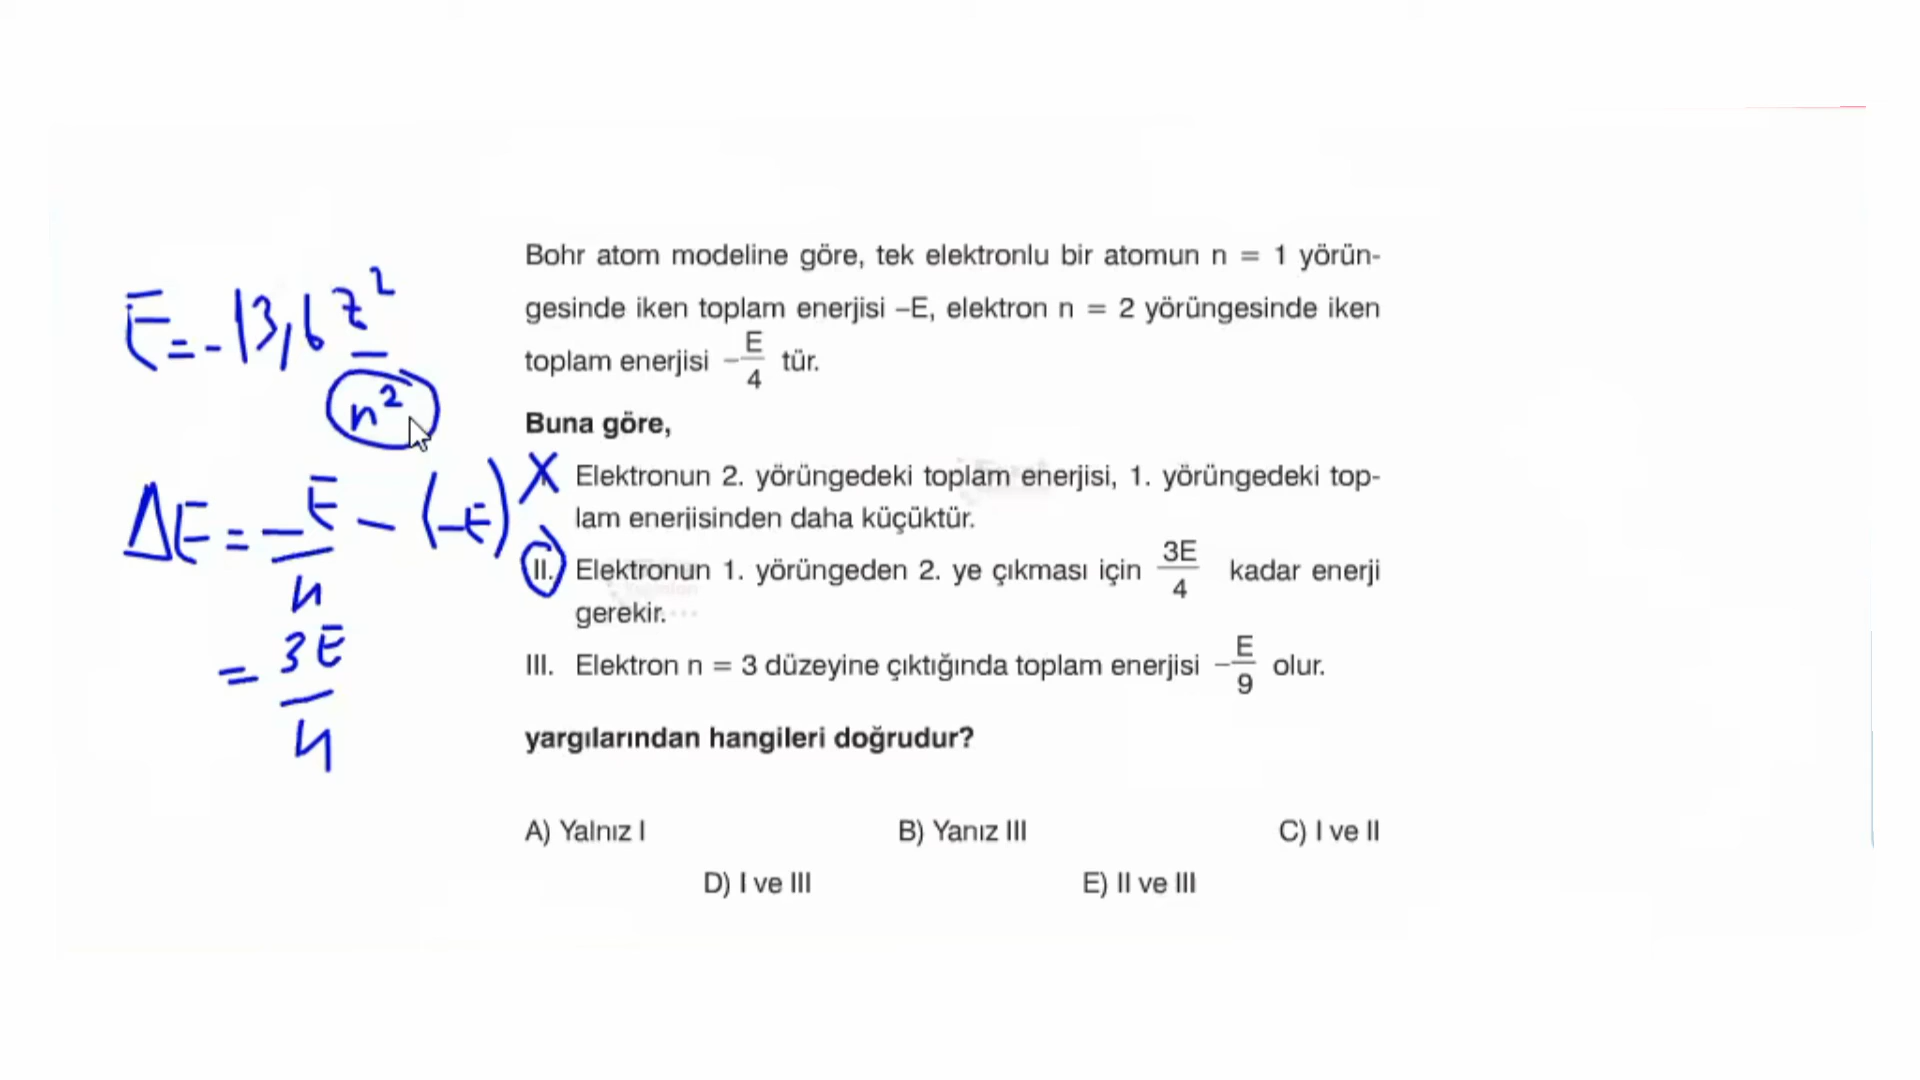 Bohr atom modeline göre, tek elektronlu bir atomun n = 1 yörün-
gesinde iken toplam enerjisi –E, elektron n = 2 yörüngesinde iken
toplam enerjisi –E/4 tür.
Buna göre,
Elektronun 2. yörüngedeki toplam enerjisi, 1. yörüngedeki top-
lam enerjisinden daha küçüktür.
II. Elektronun 1. yörüngeden 2. ye çıkması için 3E/4 kadar enerji
gerekir.
III. Elektron n = 3 düzeyine çıktığında toplam enerjisi –E/9 olur.
yargılarından hangileri doğrudur?
A) Yalnız I B) Yanız III C) I ve II
D) I ve III E) II ve III
E = -13,6 z²/n²
ΔE = -E/4 - (-E)
= 3E/4